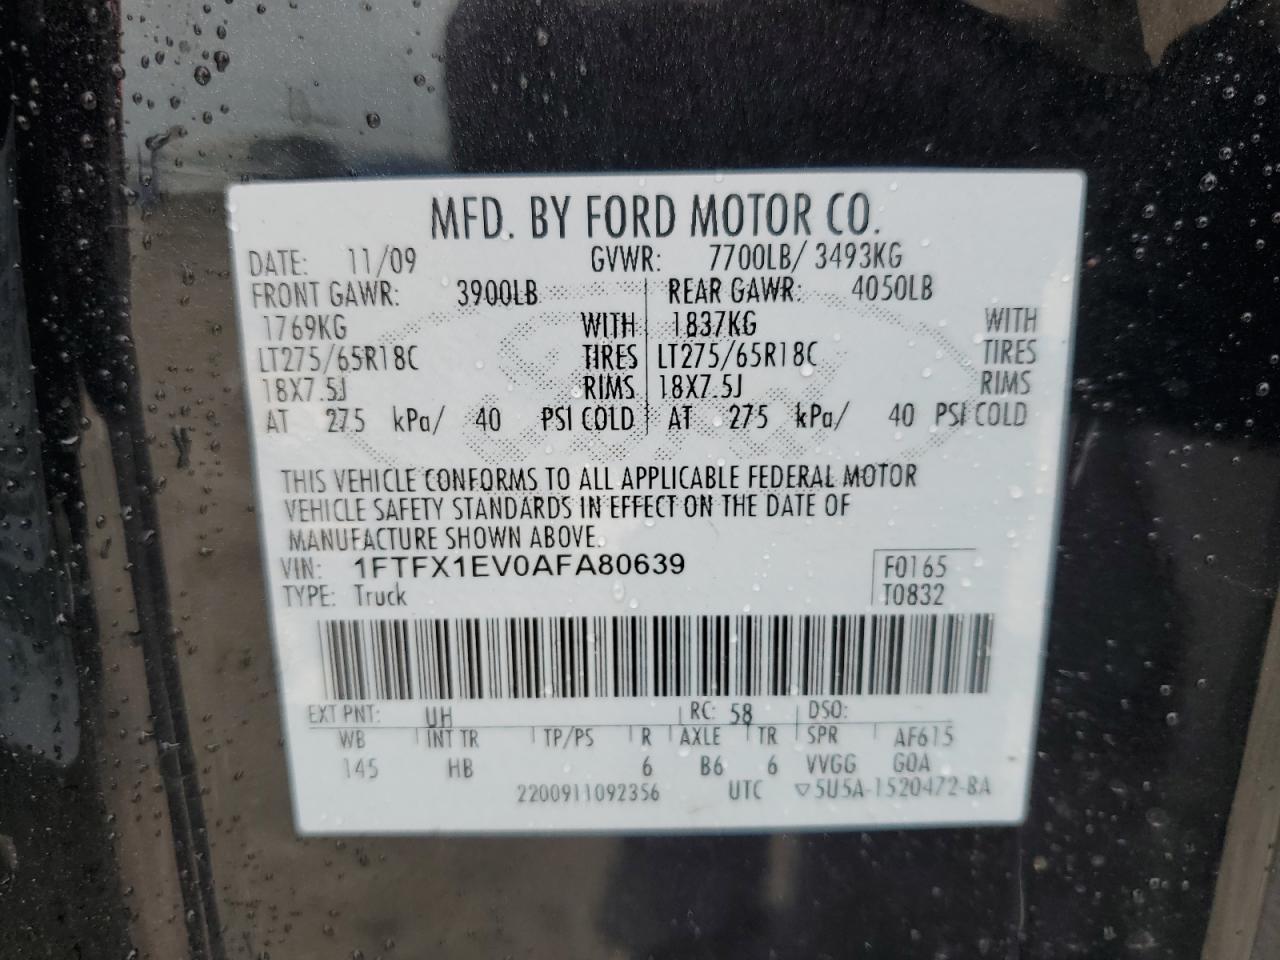 MFD. BY FORD MOTOR CO.
DATE: 11/09 GVWR: 7700LB/ 3493KG
FRONT GAWR: 3900LB REAR GAWR: 4050LB
1769KG WITH 1837KG WITH
LT275/65R18C TIRES LT275/65R18C TIRES
18X7.5J RIMS 18X7.5J RIMS
AT 275 kPa/ 40 PSI COLD AT 275 kPa/ 40 PSI COLD
THIS VEHICLE CONFORMS TO ALL APPLICABLE FEDERAL MOTOR
VEHICLE SAFETY STANDARDS IN EFFECT ON THE DATE OF
MANUFACTURE SHOWN ABOVE.
VIN: 1FTFX1EV0AFA80639 F0165
TYPE: Truck T0832
EXT PNT: UH RC: 58 DSO:
WB INT TR TP/PS R AXLE TR SPR AF615
145 HB 6 B6 6 VVGG GOA
2200911092356 UTC ▽5U5A-1520472-BA